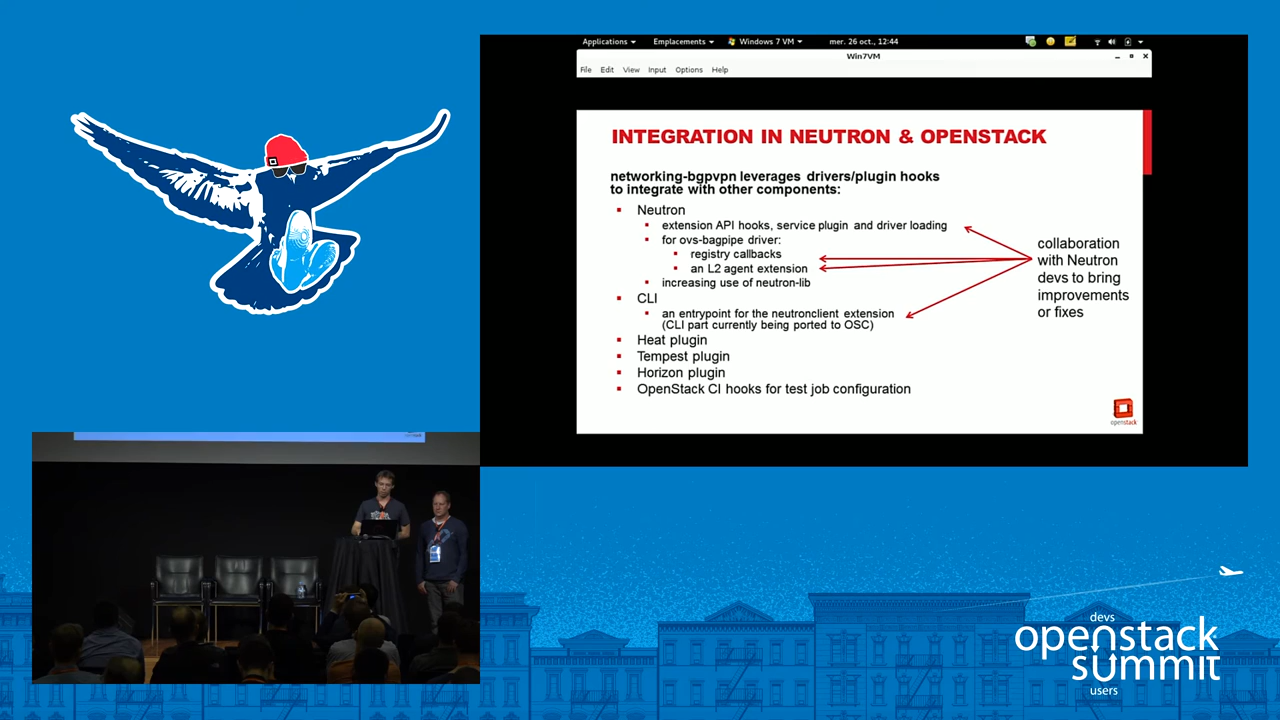 Applications Emplacements Windows 7 VM mer. 26 oct., 12:44
Win7VM
File Edit View Input Options Help
INTEGRATION IN NEUTRON & OPENSTACK
networking-bgpvpn leverages drivers/plugin hooks
to integrate with other components:
Neutron
extension API hooks, service plugin and driver loading
for ovs-bagpipe driver:
registry callbacks
an L2 agent extension
increasing use of neutron-lib
CLI
an entrypoint for the neutronclient extension
(CLI part currently being ported to OSC)
Heat plugin
Tempest plugin
Horizon plugin
OpenStack CI hooks for test job configuration
collaboration
with Neutron
devs to bring
improvements
or fixes
openstack
devs
openstack
summit
users